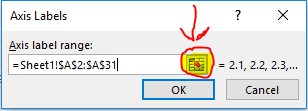 Axis Labels
? ×
Axis label range:
=Sheet1!$A$2:$A$31 = 2.1, 2.2, 2.3,...
OK Cancel